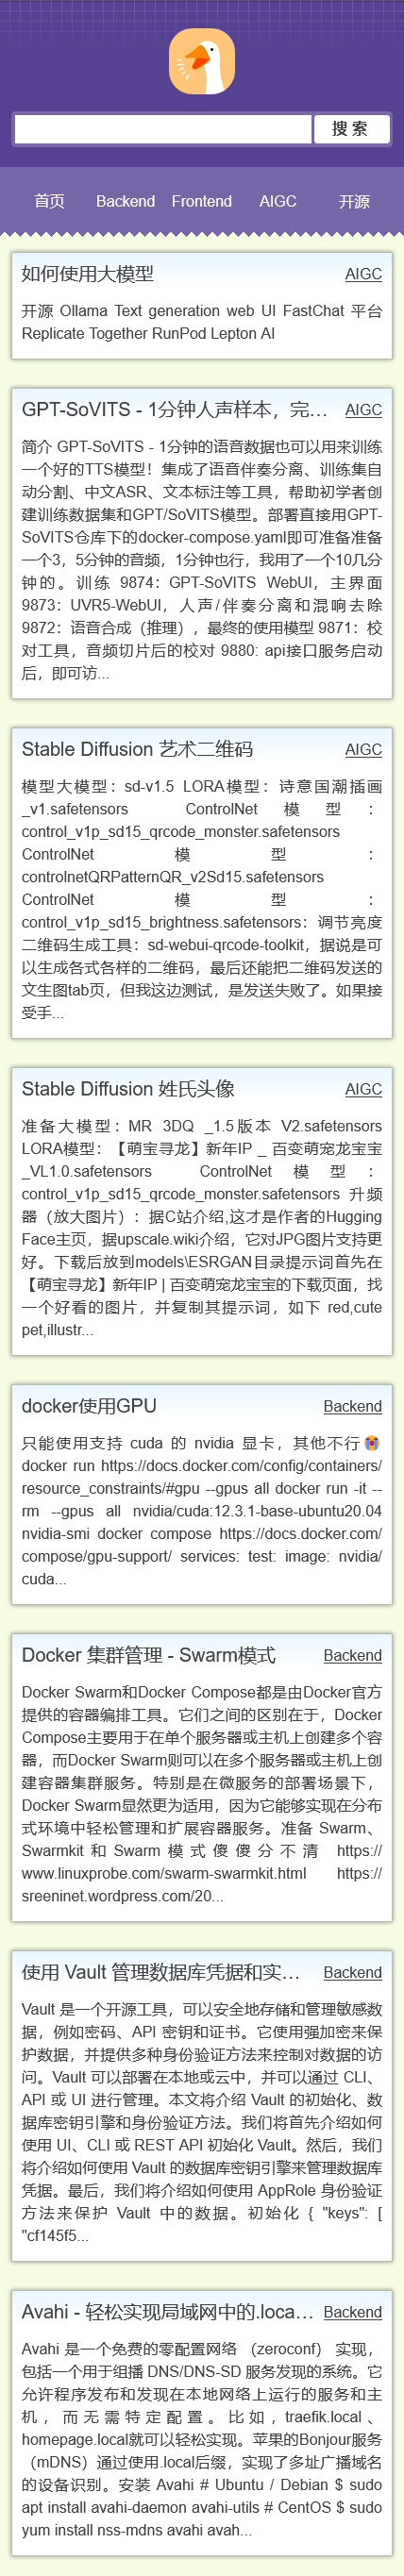 搜 索
首页 Backend Frontend AIGC 开源
如何使用大模型 AIGC
开源 Ollama Text generation web UI FastChat 平台
Replicate Together RunPod Lepton AI
GPT-SoVITS - 1分钟人声样本，完... AIGC
简介 GPT-SoVITS - 1分钟的语音数据也可以用来训练
一个好的TTS模型！集成了语音伴奏分离、训练集自
动分割、中文ASR、文本标注等工具，帮助初学者创
建训练数据集和GPT/SoVITS模型。部署直接用GPT-
SoVITS仓库下的docker-compose.yaml即可准备准备
一个3，5分钟的音频，1分钟也行，我用了一个10几分
钟的。训练 9874：GPT-SoVITS WebUI，主界面
9873：UVR5-WebUI，人声/伴奏分离和混响去除
9872：语音合成（推理），最终的使用模型 9871：校
对工具，音频切片后的校对 9880: api接口服务启动
后，即可访...
Stable Diffusion 艺术二维码 AIGC
模型大模型：sd-v1.5 LORA模型：诗意国潮插画
_v1.safetensors ControlNet 模型：
control_v1p_sd15_qrcode_monster.safetensors
ControlNet 模型：
controlnetQRPatternQR_v2Sd15.safetensors
ControlNet 模型：
control_v1p_sd15_brightness.safetensors：调节亮度
二维码生成工具：sd-webui-qrcode-toolkit，据说是可
以生成各式各样的二维码，最后还能把二维码发送的
文生图tab页，但我这边测试，是发送失败了。如果接
受手...
Stable Diffusion 姓氏头像 AIGC
准备大模型：MR 3DQ _1.5版本 V2.safetensors
LORA模型：【萌宝寻龙】新年IP _ 百变萌宠龙宝宝
_VL1.0.safetensors ControlNet 模型：
control_v1p_sd15_qrcode_monster.safetensors 升频
器（放大图片）：据C站介绍,这才是作者的Hugging
Face主页，据upscale.wiki介绍，它对JPG图片支持更
好。下载后放到models\ESRGAN目录提示词首先在
【萌宝寻龙】新年IP | 百变萌宠龙宝宝的下载页面，找
一个好看的图片，并复制其提示词，如下 red,cute
pet,illustr...
docker使用GPU Backend
只能使用支持 cuda 的 nvidia 显卡，其他不行😭
docker run https://docs.docker.com/config/containers/
resource_constraints/#gpu --gpus all docker run -it --
rm --gpus all nvidia/cuda:12.3.1-base-ubuntu20.04
nvidia-smi docker compose https://docs.docker.com/
compose/gpu-support/ services: test: image: nvidia/
cuda...
Docker 集群管理 - Swarm模式 Backend
Docker Swarm和Docker Compose都是由Docker官方
提供的容器编排工具。它们之间的区别在于，Docker
Compose主要用于在单个服务器或主机上创建多个容
器，而Docker Swarm则可以在多个服务器或主机上创
建容器集群服务。特别是在微服务的部署场景下，
Docker Swarm显然更为适用，因为它能够实现在分布
式环境中轻松管理和扩展容器服务。准备 Swarm、
Swarmkit 和 Swarm 模式傻傻分不清 https://
www.linuxprobe.com/swarm-swarmkit.html https://
sreeninet.wordpress.com/20...
使用 Vault 管理数据库凭据和实... Backend
Vault 是一个开源工具，可以安全地存储和管理敏感数
据，例如密码、API 密钥和证书。它使用强加密来保
护数据，并提供多种身份验证方法来控制对数据的访
问。Vault 可以部署在本地或云中，并可以通过 CLI、
API 或 UI 进行管理。本文将介绍 Vault 的初始化、数
据库密钥引擎和身份验证方法。我们将首先介绍如何
使用 UI、CLI 或 REST API 初始化 Vault。然后，我们
将介绍如何使用 Vault 的数据库密钥引擎来管理数据库
凭据。最后，我们将介绍如何使用 AppRole 身份验证
方法来保护 Vault 中的数据。初始化 { "keys": [
"cf145f5...
Avahi - 轻松实现局域网中的.loca... Backend
Avahi 是一个免费的零配置网络 （zeroconf） 实现，
包括一个用于组播 DNS/DNS-SD 服务发现的系统。它
允许程序发布和发现在本地网络上运行的服务和主
机，而无需特定配置。比如，traefik.local、
homepage.local就可以轻松实现。苹果的Bonjour服务
（mDNS）通过使用.local后缀，实现了多址广播域名
的设备识别。安装 Avahi # Ubuntu / Debian $ sudo
apt install avahi-daemon avahi-utils # CentOS $ sudo
yum install nss-mdns avahi avah...